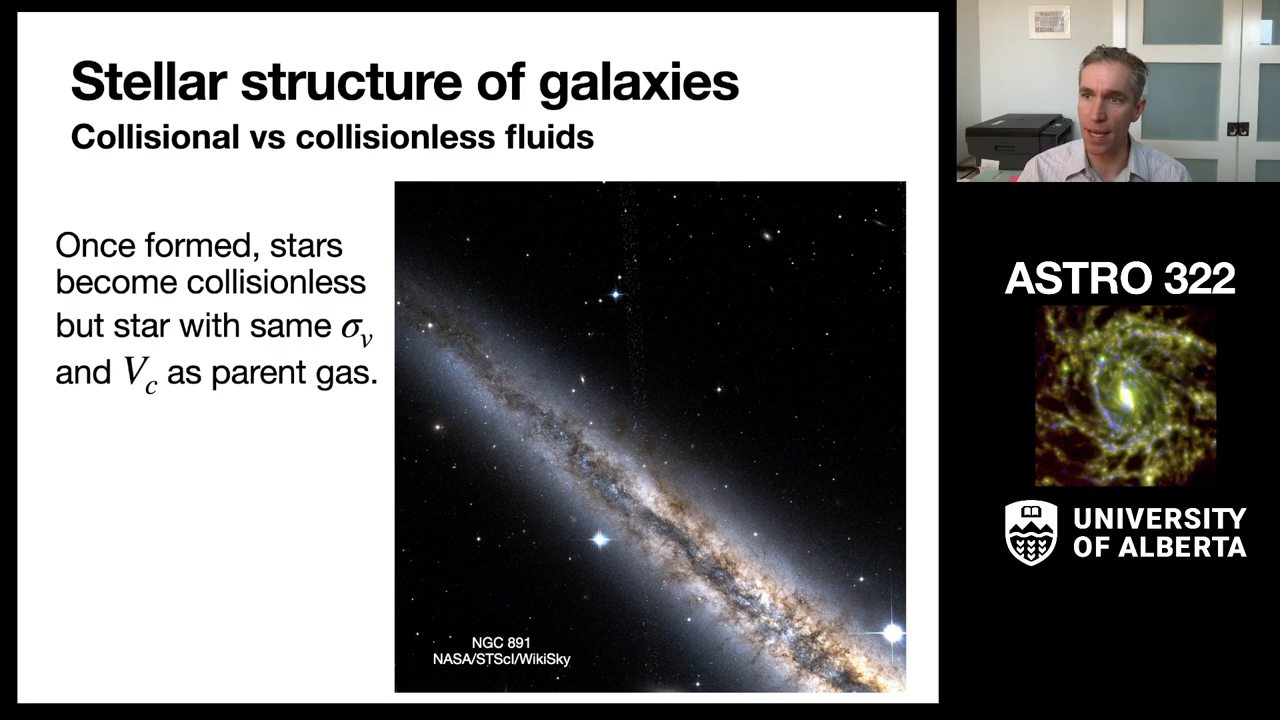 Stellar structure of galaxies
Collisional vs collisionless fluids
Once formed, stars
become collisionless
but star with same σᵥ
and V_c as parent gas.
NGC 891
NASA/STScI/WikiSky
ASTRO 322
UNIVERSITY
OF ALBERTA